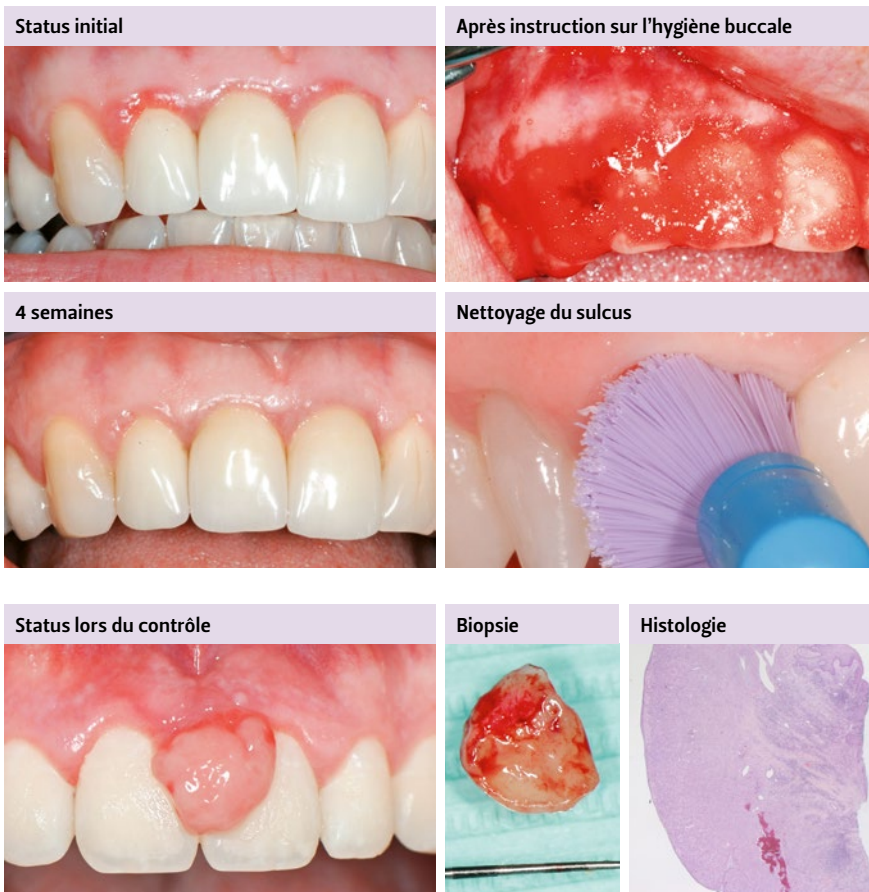 Status initial
Après instruction sur l'hygiène buccale
4 semaines
Nettoyage du sulcus
Status lors du contrôle
Biopsie
Histologie